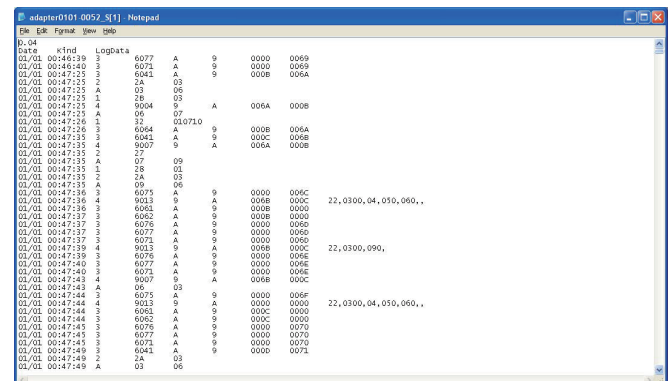 adapter0101-0052_S[1] - Notepad
File Edit Format View Help
0.04
Date Kind LogData
01/01 00:46:39 3 6077 A 9 0000 0069
01/01 00:46:40 3 6071 A 9 0000 0069
01/01 00:47:25 3 6041 A 9 000B 006A
01/01 00:47:25 2 2A 03
01/01 00:47:25 A 03 06
01/01 00:47:25 1 2B 03
01/01 00:47:25 4 9004 9 A 006A 000B
01/01 00:47:25 A 06 07
01/01 00:47:26 1 32 010710
01/01 00:47:26 3 6064 A 9 000B 006A
01/01 00:47:35 3 6041 A 9 000C 006B
01/01 00:47:35 4 9007 9 A 006A 000B
01/01 00:47:35 2 27
01/01 00:47:35 A 07 09
01/01 00:47:35 1 28 01
01/01 00:47:35 2 2A 03
01/01 00:47:35 A 09 06
01/01 00:47:36 3 6075 A 9 0000 006C
01/01 00:47:36 4 9013 9 A 006B 000C 22,0300,04,050,060,,
01/01 00:47:36 3 6061 A 9 000B 0000
01/01 00:47:37 3 6062 A 9 000B 0000
01/01 00:47:37 3 6076 A 9 0000 006D
01/01 00:47:37 3 6077 A 9 0000 006D
01/01 00:47:37 3 6071 A 9 0000 006D
01/01 00:47:39 4 9013 9 A 006B 000C 22,0300,090,
01/01 00:47:39 3 6076 A 9 0000 006E
01/01 00:47:40 3 6077 A 9 0000 006E
01/01 00:47:40 3 6071 A 9 0000 006E
01/01 00:47:43 4 9007 9 A 006B 000C
01/01 00:47:43 A 06 03
01/01 00:47:44 3 6075 A 9 0000 006F
01/01 00:47:44 4 9013 9 A 0000 0000 22,0300,04,050,060,,
01/01 00:47:44 3 6061 A 9 000C 0000
01/01 00:47:44 3 6062 A 9 000C 0000
01/01 00:47:45 3 6076 A 9 0000 0070
01/01 00:47:45 3 6077 A 9 0000 0070
01/01 00:47:45 3 6071 A 9 0000 0070
01/01 00:47:49 3 6041 A 9 000D 0071
01/01 00:47:49 2 2A 03
01/01 00:47:49 A 03 06